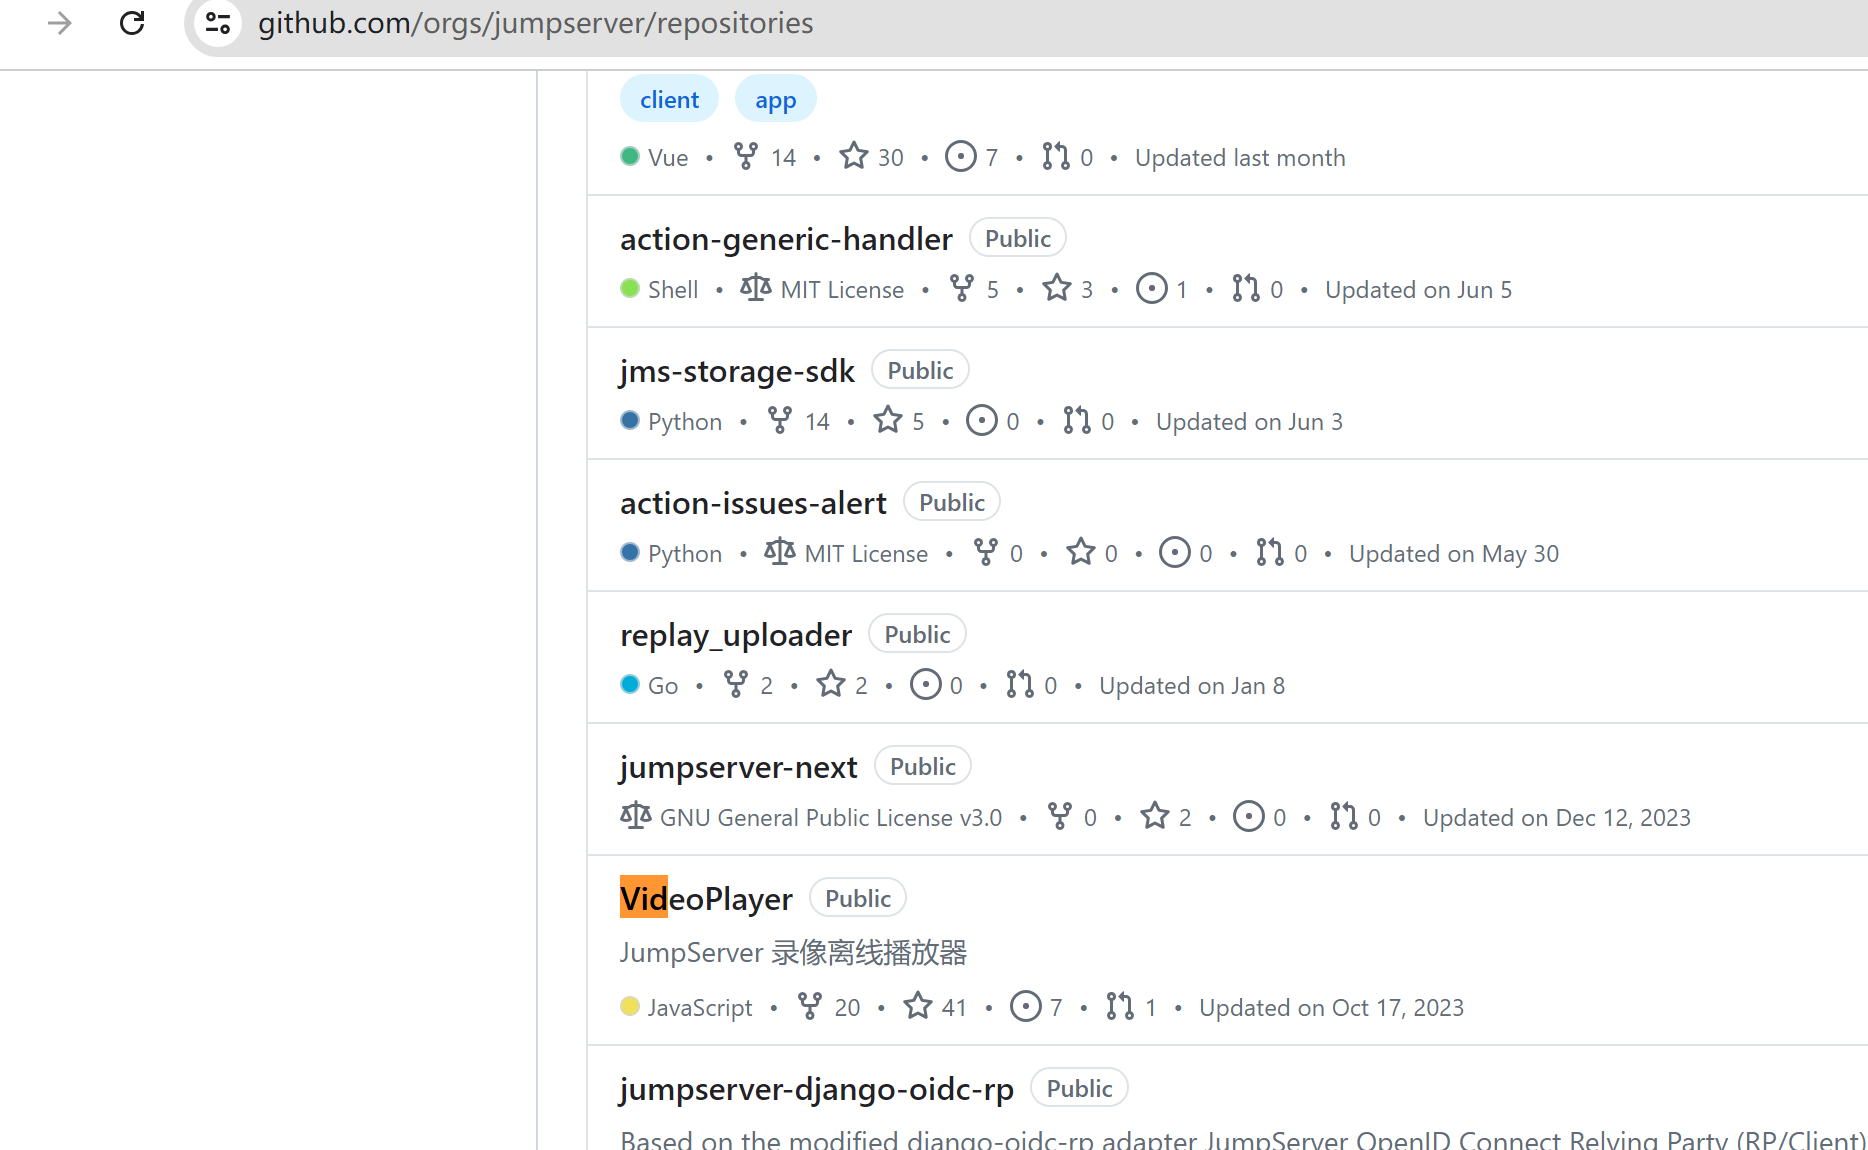 github.com/orgs/jumpserver/repositories
client app
Vue • 14 • 30 • 7 • 0 • Updated last month
action-generic-handler Public
Shell • MIT License • 5 • 3 • 1 • 0 • Updated on Jun 5
jms-storage-sdk Public
Python • 14 • 5 • 0 • 0 • Updated on Jun 3
action-issues-alert Public
Python • MIT License • 0 • 0 • 0 • 0 • Updated on May 30
replay_uploader Public
Go • 2 • 2 • 0 • 0 • Updated on Jan 8
jumpserver-next Public
GNU General Public License v3.0 • 0 • 2 • 0 • 0 • Updated on Dec 12, 2023
VideoPlayer Public
JumpServer 录像离线播放器
JavaScript • 20 • 41 • 7 • 1 • Updated on Oct 17, 2023
jumpserver-django-oidc-rp Public
Based on the modified django-oidc-rp adapter JumpServer OpenID Connect Relying Party (RP/Client)